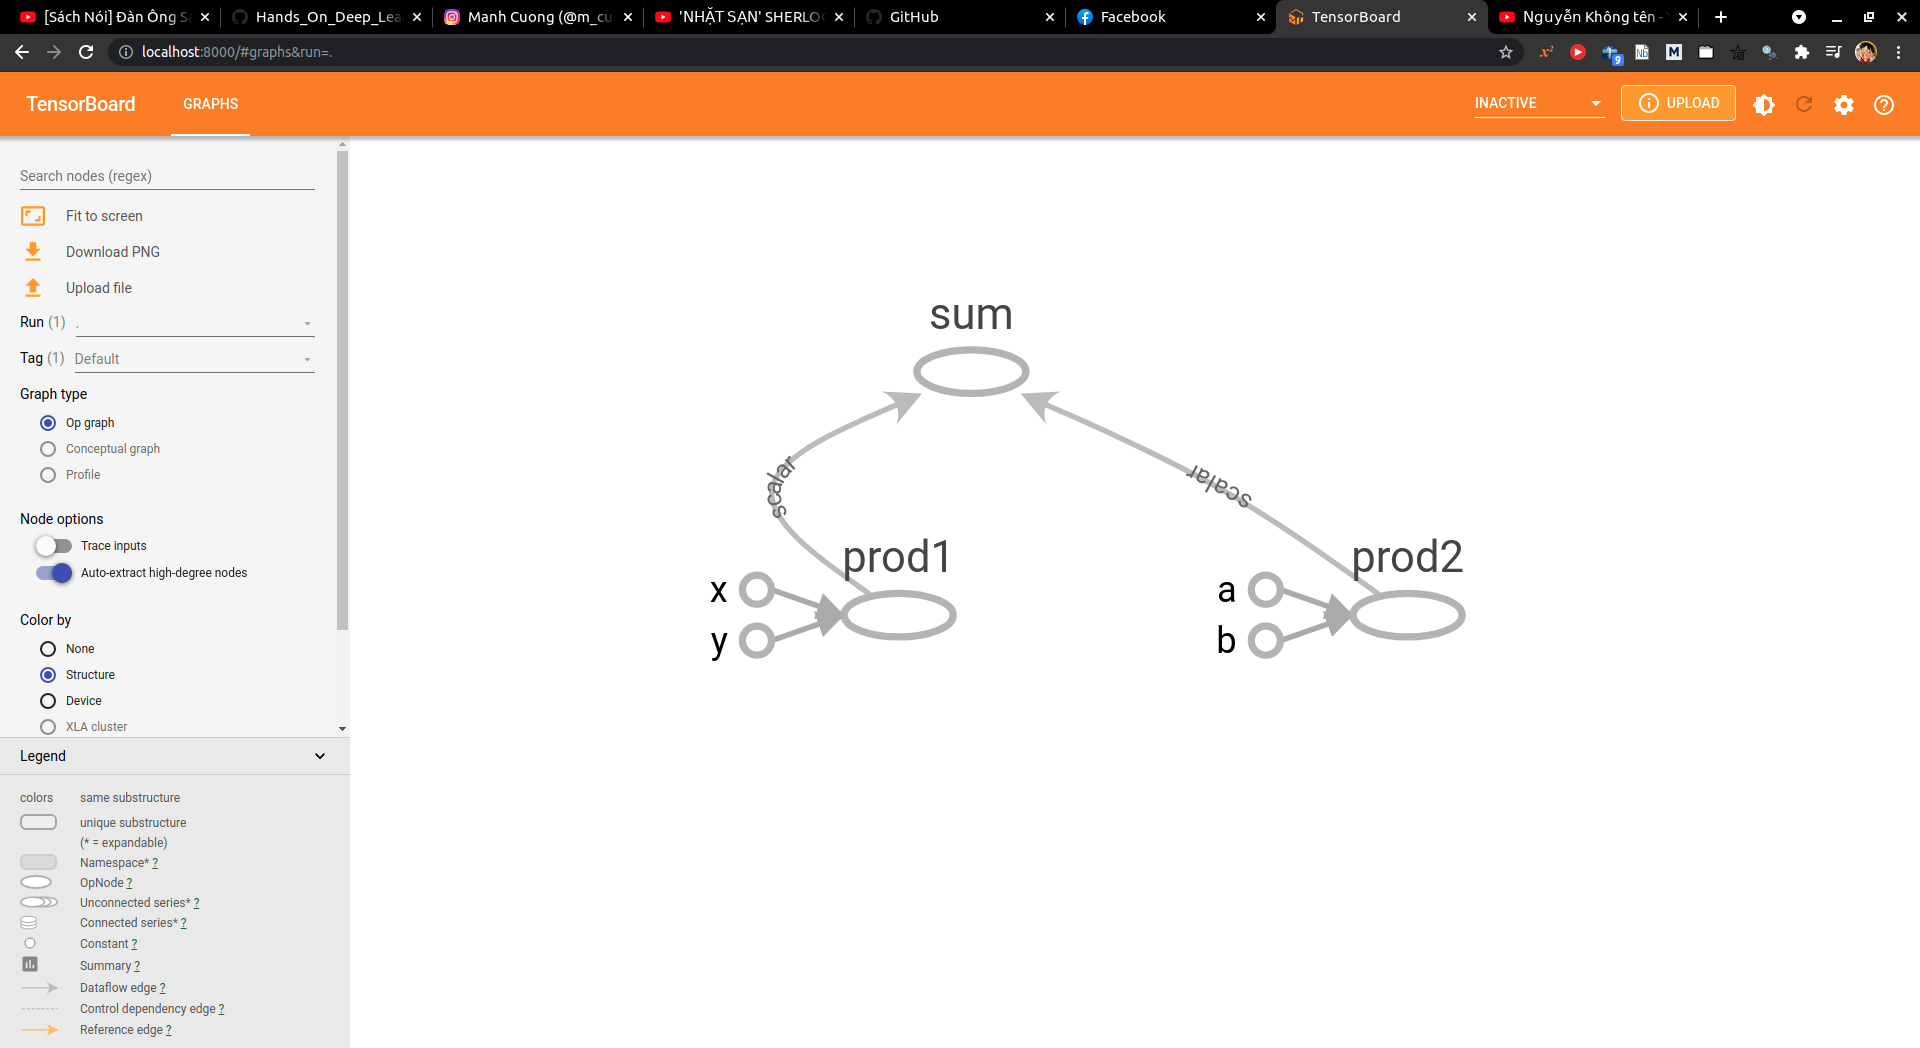 [Sách Nói] Đàn Ông S
Hands_On_Deep_Lea
Manh Cuong (@m_cu
'NHẶT SẠN' SHERLO
GitHub
Facebook
TensorBoard
Nguyễn Không tên -
localhost:8000/#graphs&run=.
9
Nb
M
TensorBoard
GRAPHS
INACTIVE
UPLOAD
Search nodes (regex)
Fit to screen
Download PNG
Upload file
Run (1) .
Tag (1) Default
Graph type
Op graph
Conceptual graph
Profile
Node options
Trace inputs
Auto-extract high-degree nodes
Color by
None
Structure
Device
XLA cluster
Legend
colors same substructure
unique substructure
(* = expandable)
Namespace* ?
OpNode ?
Unconnected series* ?
Connected series* ?
Constant ?
Summary ?
Dataflow edge ?
Control dependency edge ?
Reference edge ?
sum
scalar
scalar
prod1
x
y
prod2
a
b